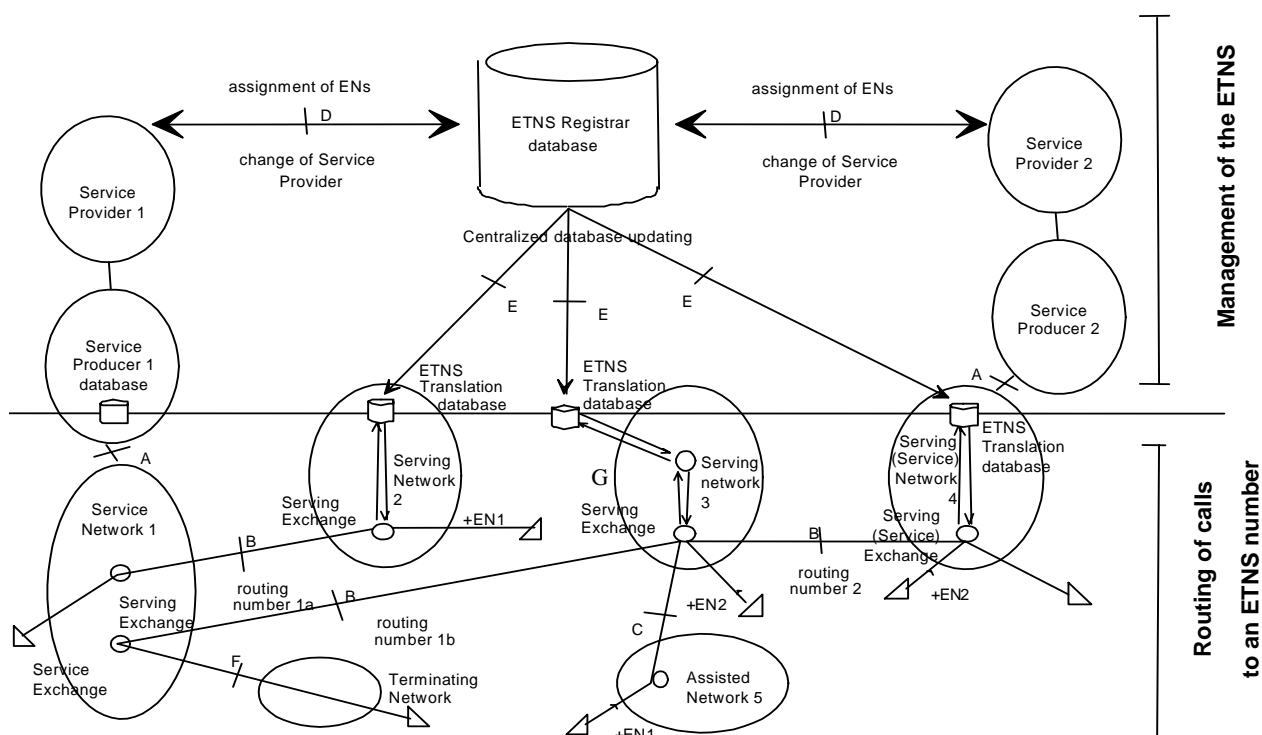 assignment of ENs
D
change of Service
Provider
ETNS Registrar
database
assignment of ENs
D
change of Service
Provider
Service
Provider 1
Service
Provider 2
Management of the ETNS
Centralized database updating
E
E
E
Service
Producer 1
database
Service
Producer 2
A
A
ETNS
Translation
database
ETNS
Translation
database
ETNS
Translation
database
Service
Network 1
Serving
Network
2
Serving
Exchange
+EN1
G
Serving
network
3
Serving
Exchange
Serving
(Service)
Network
4
Serving
(Service)
Exchange
B
routing
number 1a
B
routing
number 1b
B
routing
number 2
+EN2
+EN2
Serving
Exchange
Service
Exchange
F
Terminating
Network
C
Assisted
Network 5
+EN1
Routing of calls
to an ETNS number